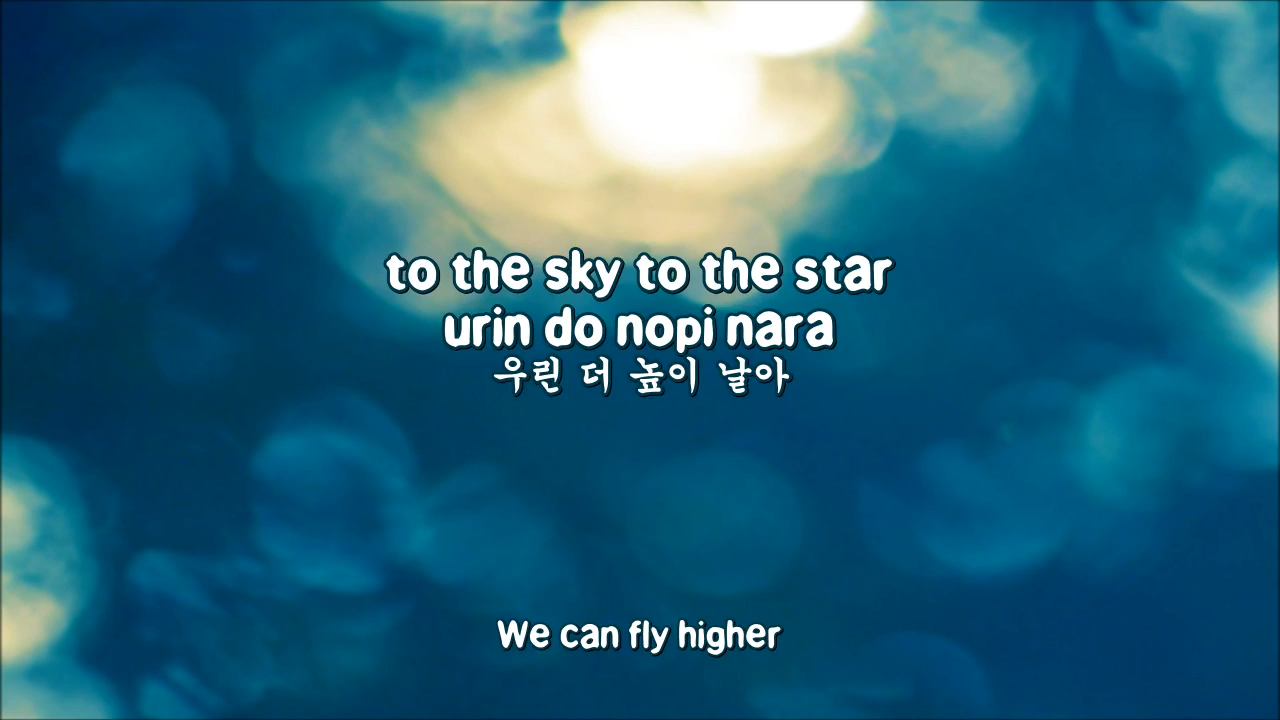 to the sky to the star
urin do nopi nara
우린 더 높이 날아
We can fly higher